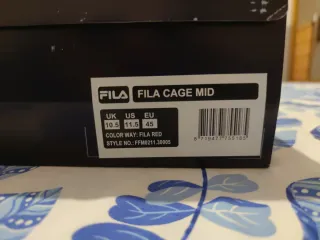 FILA FILA CAGE MID
UK US EU
10.5 11.5 45
COLOR WAY: FILA RED
STYLE NO.: FFM0211.30005